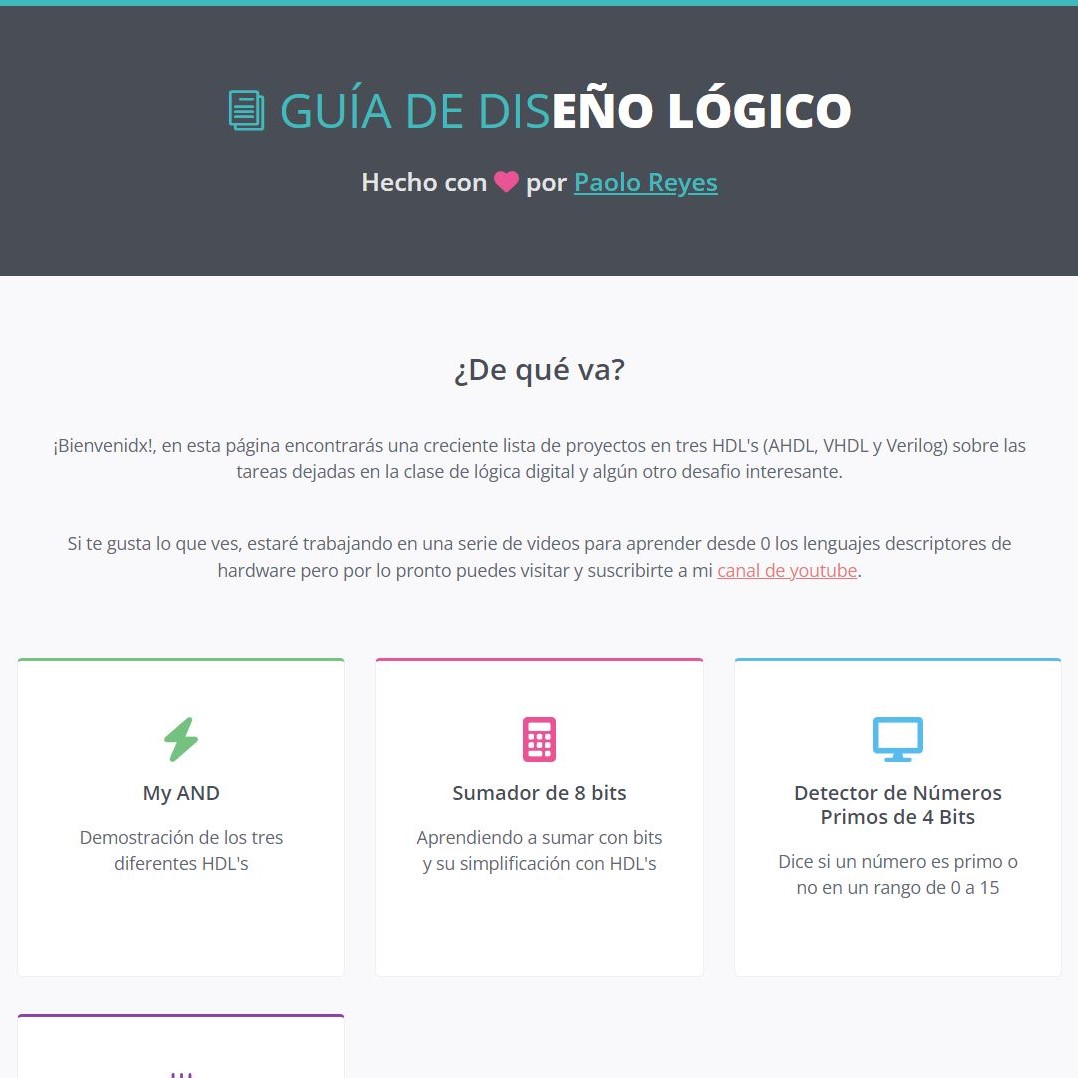 GUÍA DE DISEÑO LÓGICO
Hecho con por Paolo Reyes
¿De qué va?
¡Bienvenidx!, en esta página encontrarás una creciente lista de proyectos en tres HDL's (AHDL, VHDL y Verilog) sobre las
tareas dejadas en la clase de lógica digital y algún otro desafio interesante.
Si te gusta lo que ves, estaré trabajando en una serie de videos para aprender desde 0 los lenguajes descriptores de
hardware pero por lo pronto puedes visitar y suscribirte a mi canal de youtube.
My AND
Demostración de los tres
diferentes HDL's
Sumador de 8 bits
Aprendiendo a sumar con bits
y su simplificación con HDL's
Detector de Números
Primos de 4 Bits
Dice si un número es primo o
no en un rango de 0 a 15